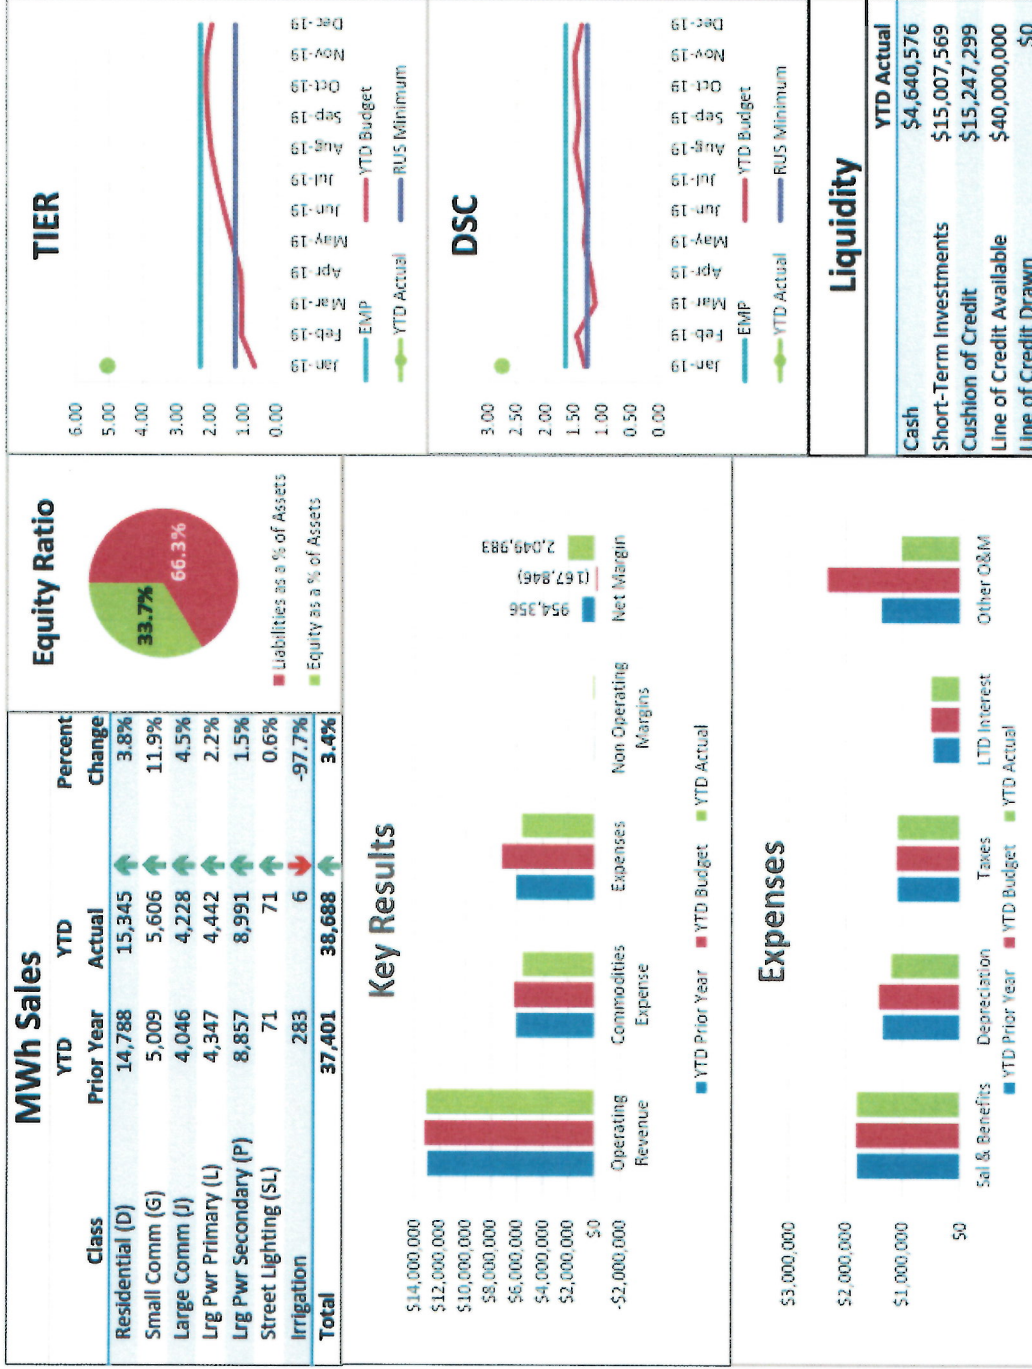 MWh Sales
Class YTD Prior Year YTD Actual Percent Change
Residential (D) 14,788 15,345 3.8%
Small Comm (G) 5,009 5,606 11.9%
Large Comm (J) 4,046 4,228 4.5%
Lrg Pwr Primary (L) 4,347 4,442 2.2%
Lrg Pwr Secondary (P) 8,857 8,991 1.5%
Street Lighting (SL) 71 71 0.6%
Irrigation 283 6 -97.7%
Total 37,401 38,688 3.4%
Equity Ratio
33.7%
66.3%
Liabilities as a % of Assets
Equity as a % of Assets
TIER
6.00
5.00
4.00
3.00
2.00
1.00
0.00
Jan-19 Feb-19 Mar-19 Apr-19 May-19 Jun-19 Jul-19 Aug-19 Sep-19 Oct-19 Nov-19 Dec-19
EMP YTD Budget
YTD Actual RUS Minimum
Key Results
$14,000,000
$12,000,000
$10,000,000
$8,000,000
$6,000,000
$4,000,000
$2,000,000
$0
-$2,000,000
954,356 (167,846) 2,049,983
Operating Revenue
Commodities Expense
Expenses
Non Operating Margins
Net Margin
YTD Prior Year YTD Budget YTD Actual
DSC
3.00
2.50
2.00
1.50
1.00
0.50
0.00
Jan-19 Feb-19 Mar-19 Apr-19 May-19 Jun-19 Jul-19 Aug-19 Sep-19 Oct-19 Nov-19 Dec-19
EMP YTD Budget
YTD Actual RUS Minimum
Expenses
$3,000,000
$2,000,000
$1,000,000
$0
Sal & Benefits Depreciation Taxes LTD Interest Other O&M
YTD Prior Year YTD Budget YTD Actual
Liquidity
YTD Actual
Cash $4,640,576
Short-Term Investments $15,007,569
Cushion of Credit $15,247,299
Line of Credit Available $40,000,000
Line of Credit Drawn $0